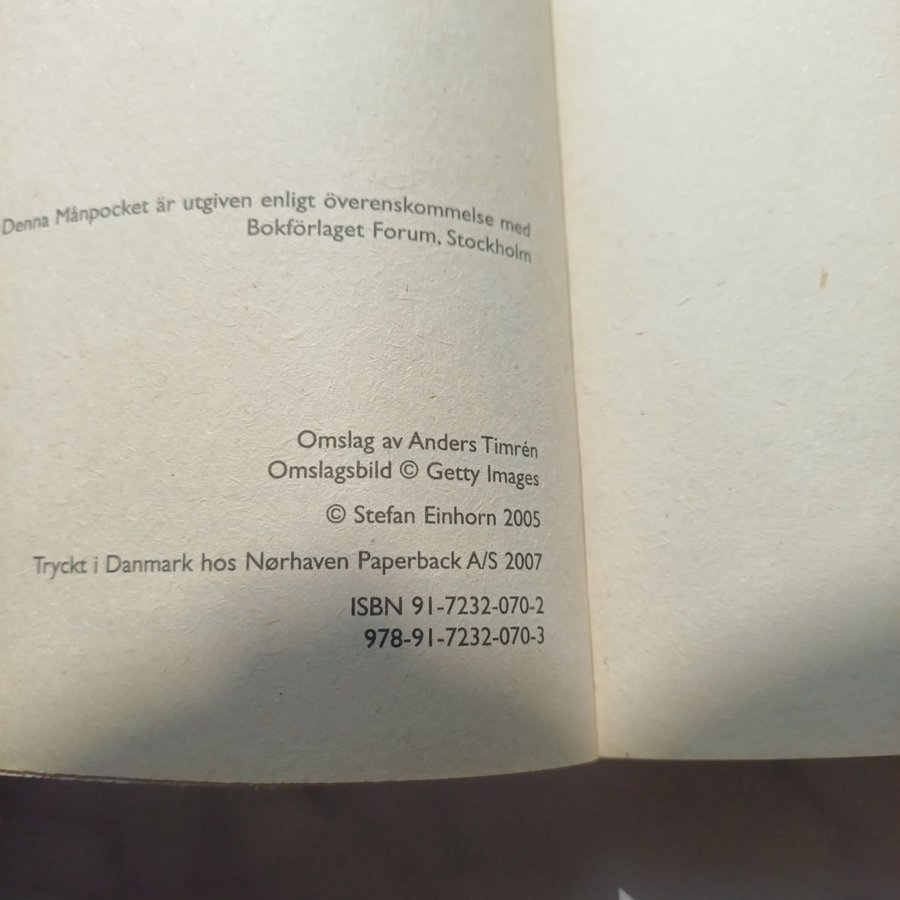 Denna Månpocket är utgiven enligt överenskommelse med
Bokförlaget Forum, Stockholm
Omslag av Anders Timrén
Omslagsbild © Getty Images
© Stefan Einhorn 2005
Tryckt i Danmark hos Nørhaven Paperback A/S 2007
ISBN 91-7232-070-2
978-91-7232-070-3